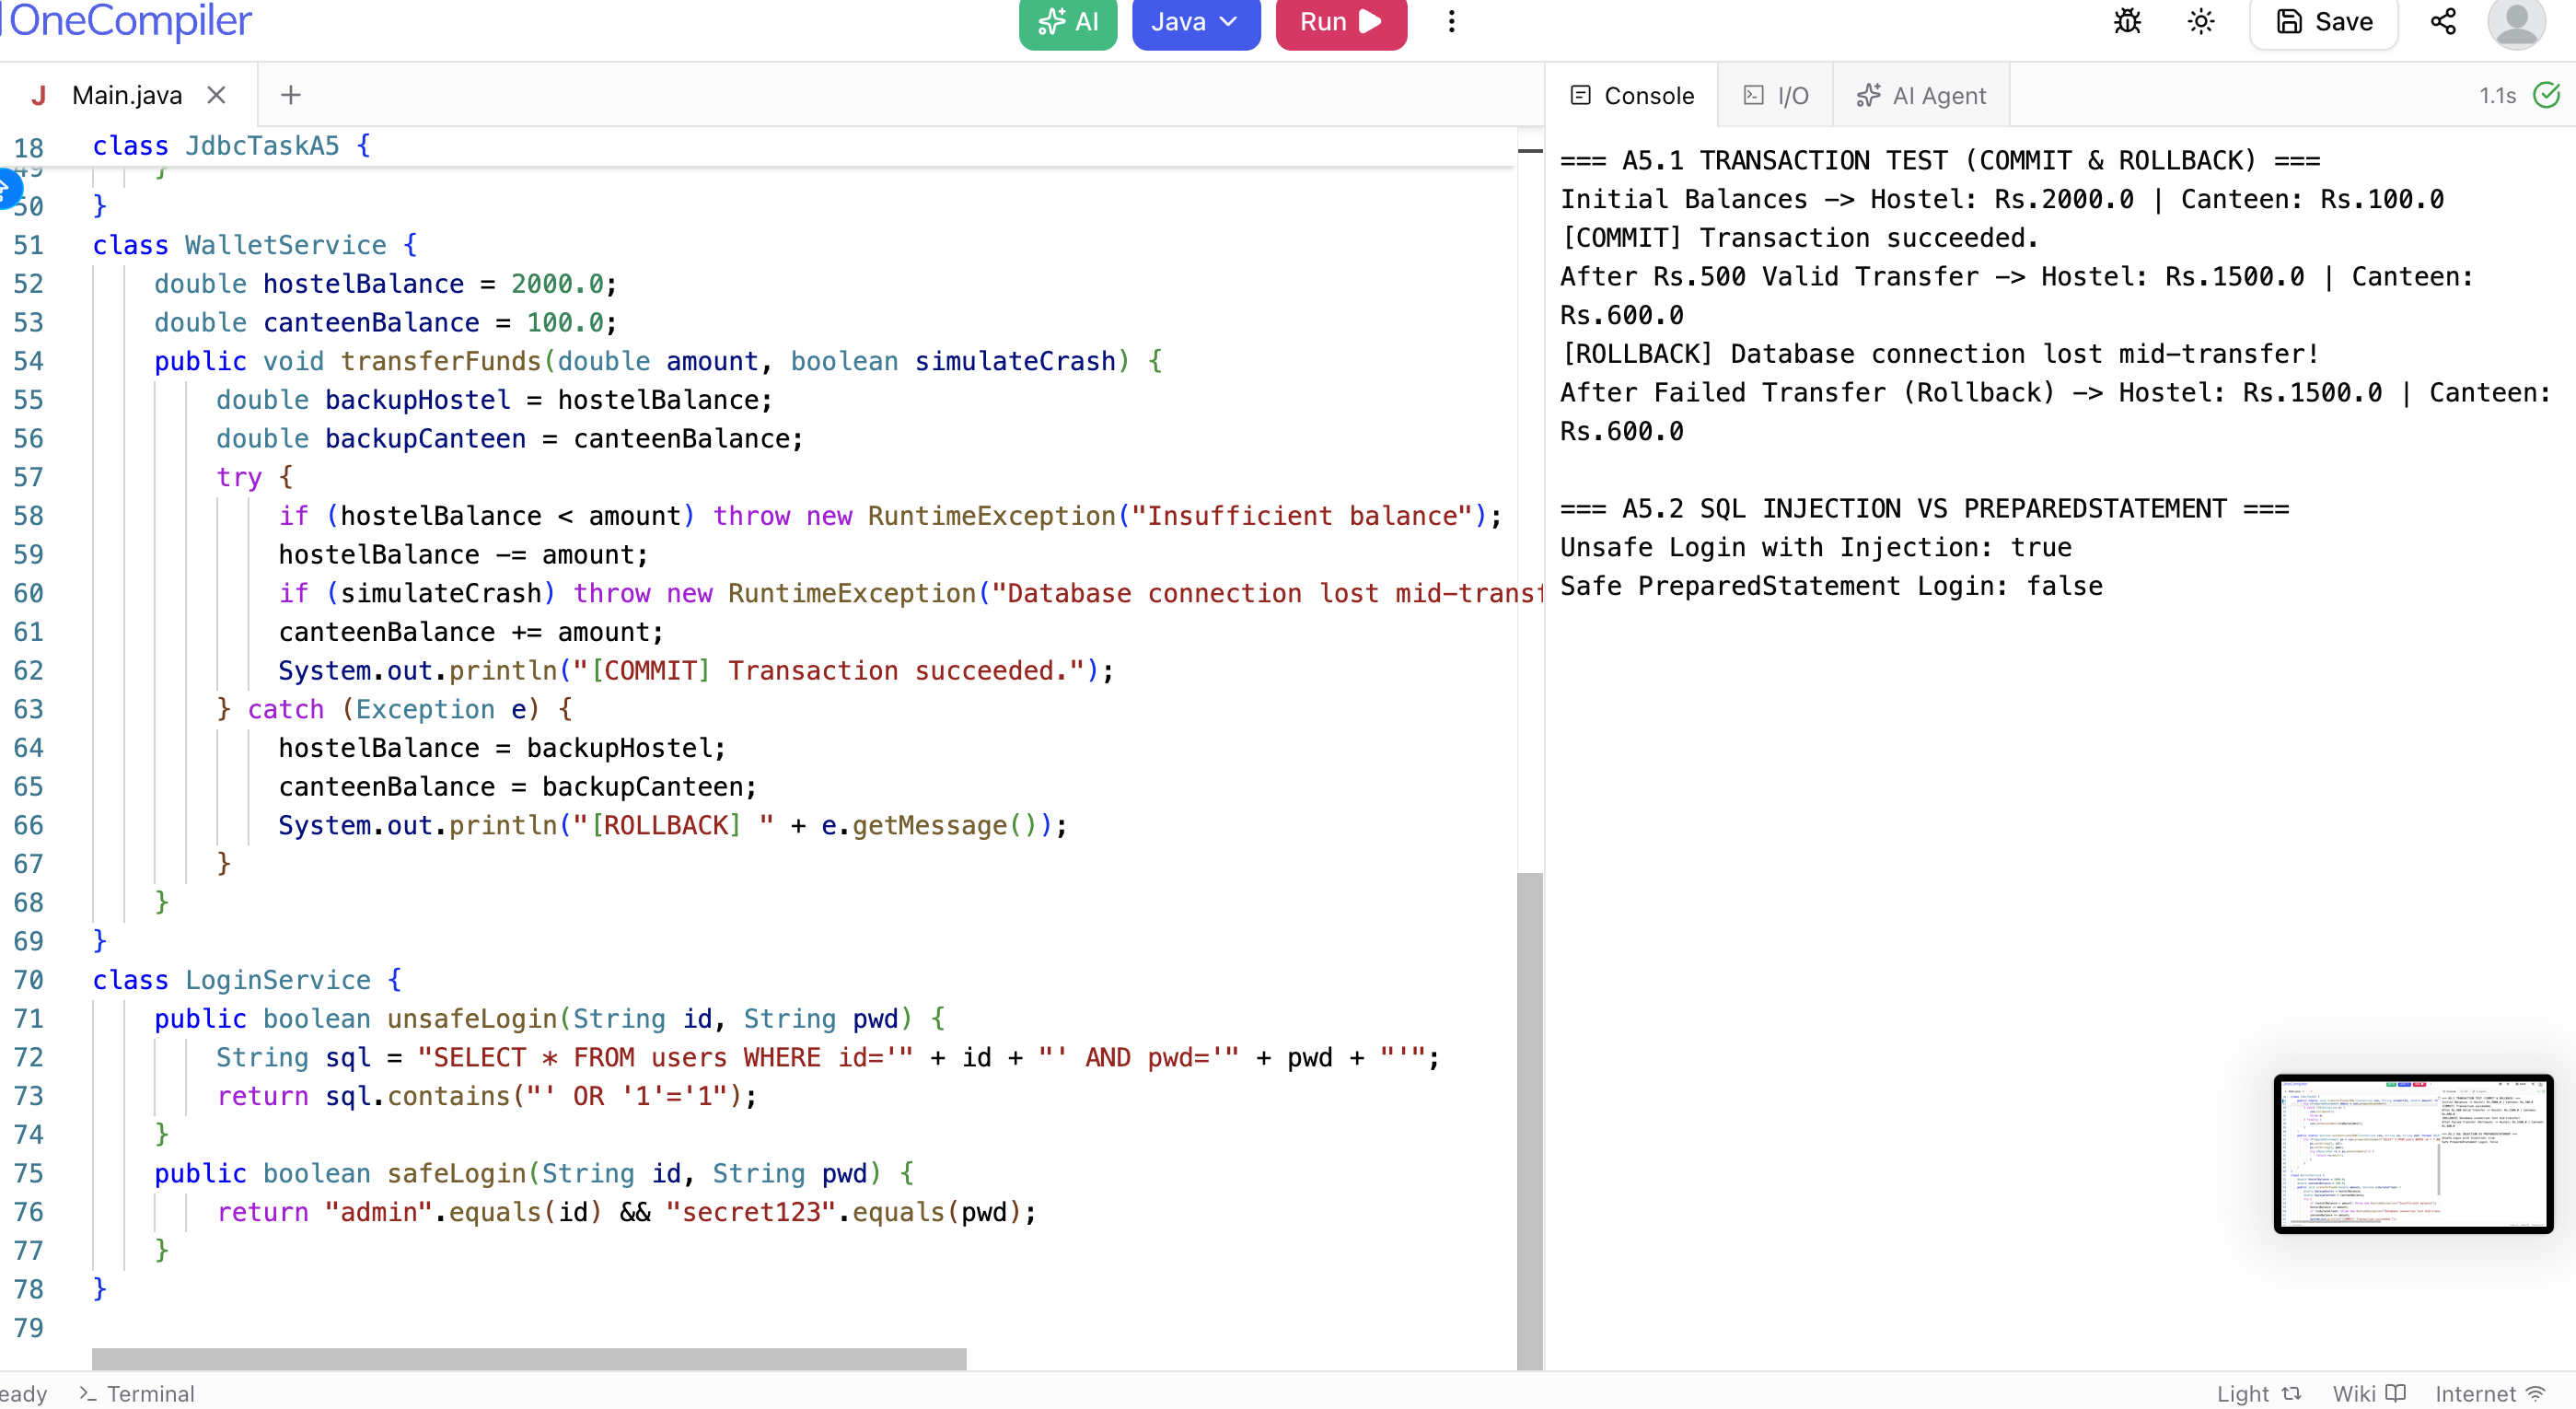 OneCompiler
AI
Java
Run
Save
J Main.java
Console
I/O
AI Agent
1.1s
18 class JdbcTaskA5 {
49 }
50 }
51 class WalletService {
52 double hostelBalance = 2000.0;
53 double canteenBalance = 100.0;
54 public void transferFunds(double amount, boolean simulateCrash) {
55 double backupHostel = hostelBalance;
56 double backupCanteen = canteenBalance;
57 try {
58 if (hostelBalance < amount) throw new RuntimeException("Insufficient balance");
59 hostelBalance -= amount;
60 if (simulateCrash) throw new RuntimeException("Database connection lost mid-transf
61 canteenBalance += amount;
62 System.out.println("[COMMIT] Transaction succeeded.");
63 } catch (Exception e) {
64 hostelBalance = backupHostel;
65 canteenBalance = backupCanteen;
66 System.out.println("[ROLLBACK] " + e.getMessage());
67 }
68 }
69 }
70 class LoginService {
71 public boolean unsafeLogin(String id, String pwd) {
72 String sql = "SELECT * FROM users WHERE id='" + id + "' AND pwd='" + pwd + "'";
73 return sql.contains("' OR '1'='1");
74 }
75 public boolean safeLogin(String id, String pwd) {
76 return "admin".equals(id) && "secret123".equals(pwd);
77 }
78 }
79
=== A5.1 TRANSACTION TEST (COMMIT & ROLLBACK) ===
Initial Balances -> Hostel: Rs.2000.0 | Canteen: Rs.100.0
[COMMIT] Transaction succeeded.
After Rs.500 Valid Transfer -> Hostel: Rs.1500.0 | Canteen:
Rs.600.0
[ROLLBACK] Database connection lost mid-transfer!
After Failed Transfer (Rollback) -> Hostel: Rs.1500.0 | Canteen:
Rs.600.0
=== A5.2 SQL INJECTION VS PREPAREDSTATEMENT ===
Unsafe Login with Injection: true
Safe PreparedStatement Login: false
eady
Terminal
Light
Wiki
Internet